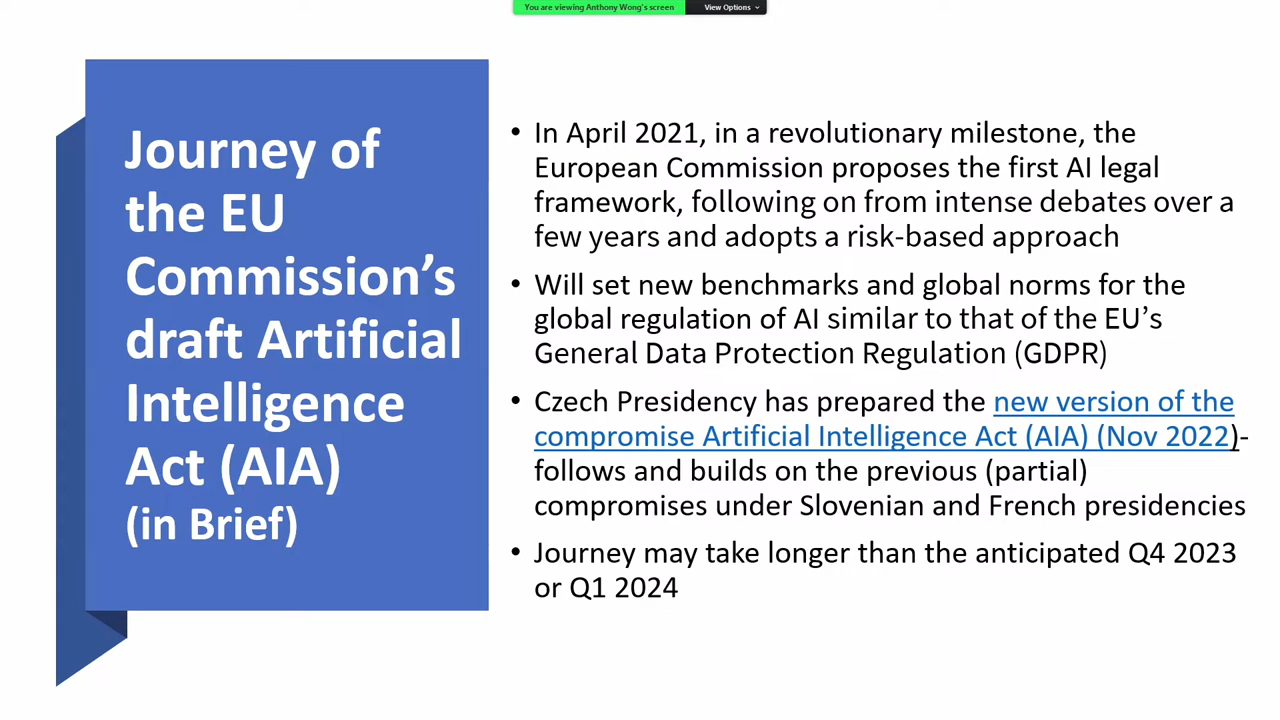 You are viewing Anthony Wong's screen
View Options
Journey of
the EU
Commission's
draft Artificial
Intelligence
Act (AIA)
(in Brief)
• In April 2021, in a revolutionary milestone, the
European Commission proposes the first AI legal
framework, following on from intense debates over a
few years and adopts a risk-based approach
• Will set new benchmarks and global norms for the
global regulation of AI similar to that of the EU's
General Data Protection Regulation (GDPR)
• Czech Presidency has prepared the new version of the
compromise Artificial Intelligence Act (AIA) (Nov 2022)-
follows and builds on the previous (partial)
compromises under Slovenian and French presidencies
• Journey may take longer than the anticipated Q4 2023
or Q1 2024